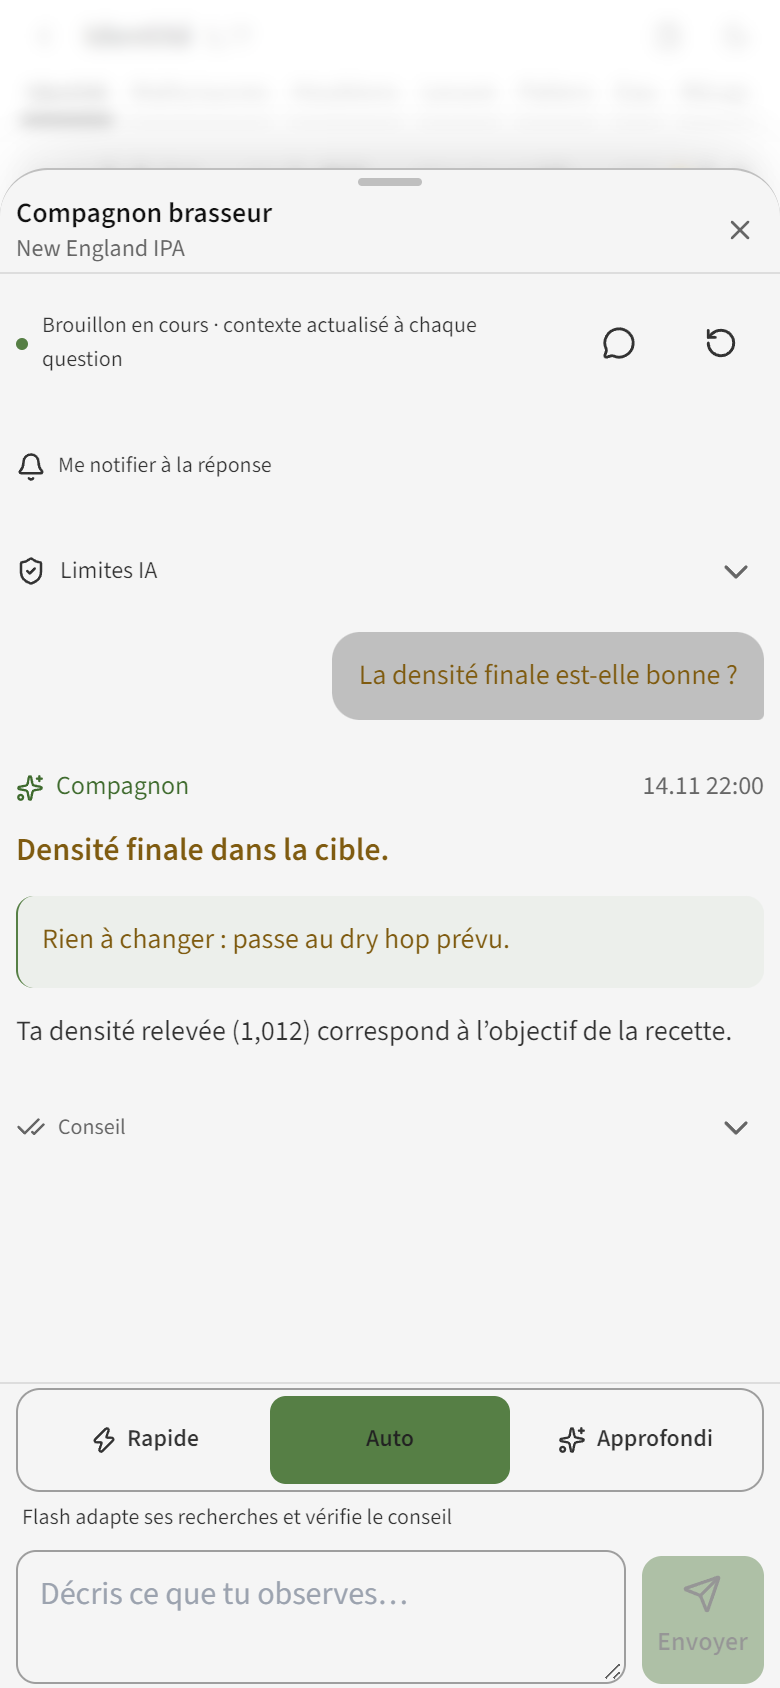 Compagnon brasseur
New England IPA
Brouillon en cours · contexte actualisé à chaque
question
Me notifier à la réponse
Limites IA
La densité finale est-elle bonne ?
Compagnon
14.11 22:00
Densité finale dans la cible.
Rien à changer : passe au dry hop prévu.
Ta densité relevée (1,012) correspond à l’objectif de la recette.
Conseil
Rapide
Auto
Approfondi
Flash adapte ses recherches et vérifie le conseil
Décris ce que tu observes…
Envoyer